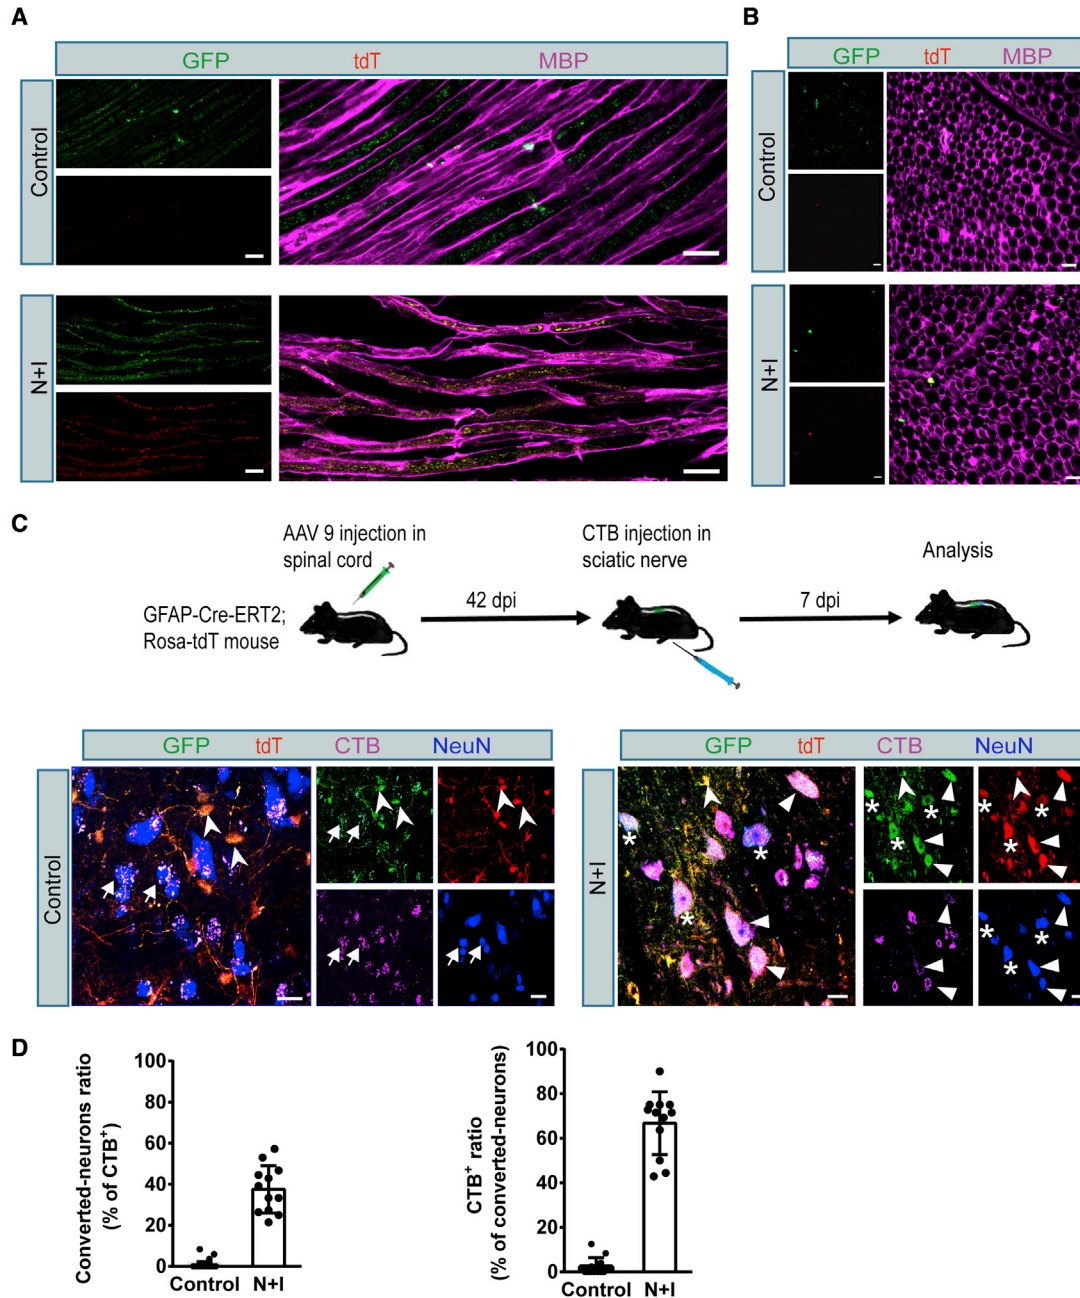 A
GFP tdT MBP
Control
N+I
B
GFP tdT MBP
Control
N+I
C
AAV 9 injection in
spinal cord
GFAP-Cre-ERT2;
Rosa-tdT mouse
42 dpi
CTB injection in
sciatic nerve
7 dpi
Analysis
GFP tdT CTB NeuN
Control
GFP tdT CTB NeuN
N+I
D
Converted-neurons ratio
(% of CTB⁺)
100
80
60
40
20
0
Control N+I
CTB⁺ ratio
(% of converted-neurons)
100
80
60
40
20
0
Control N+I